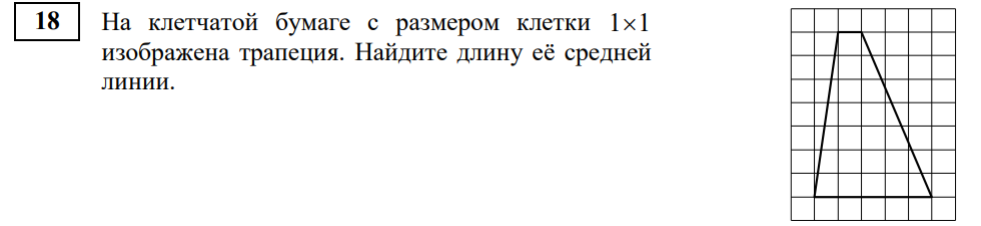 18
На клетчатой бумаге с размером клетки 1×1
изображена трапеция. Найдите длину её средней
линии.